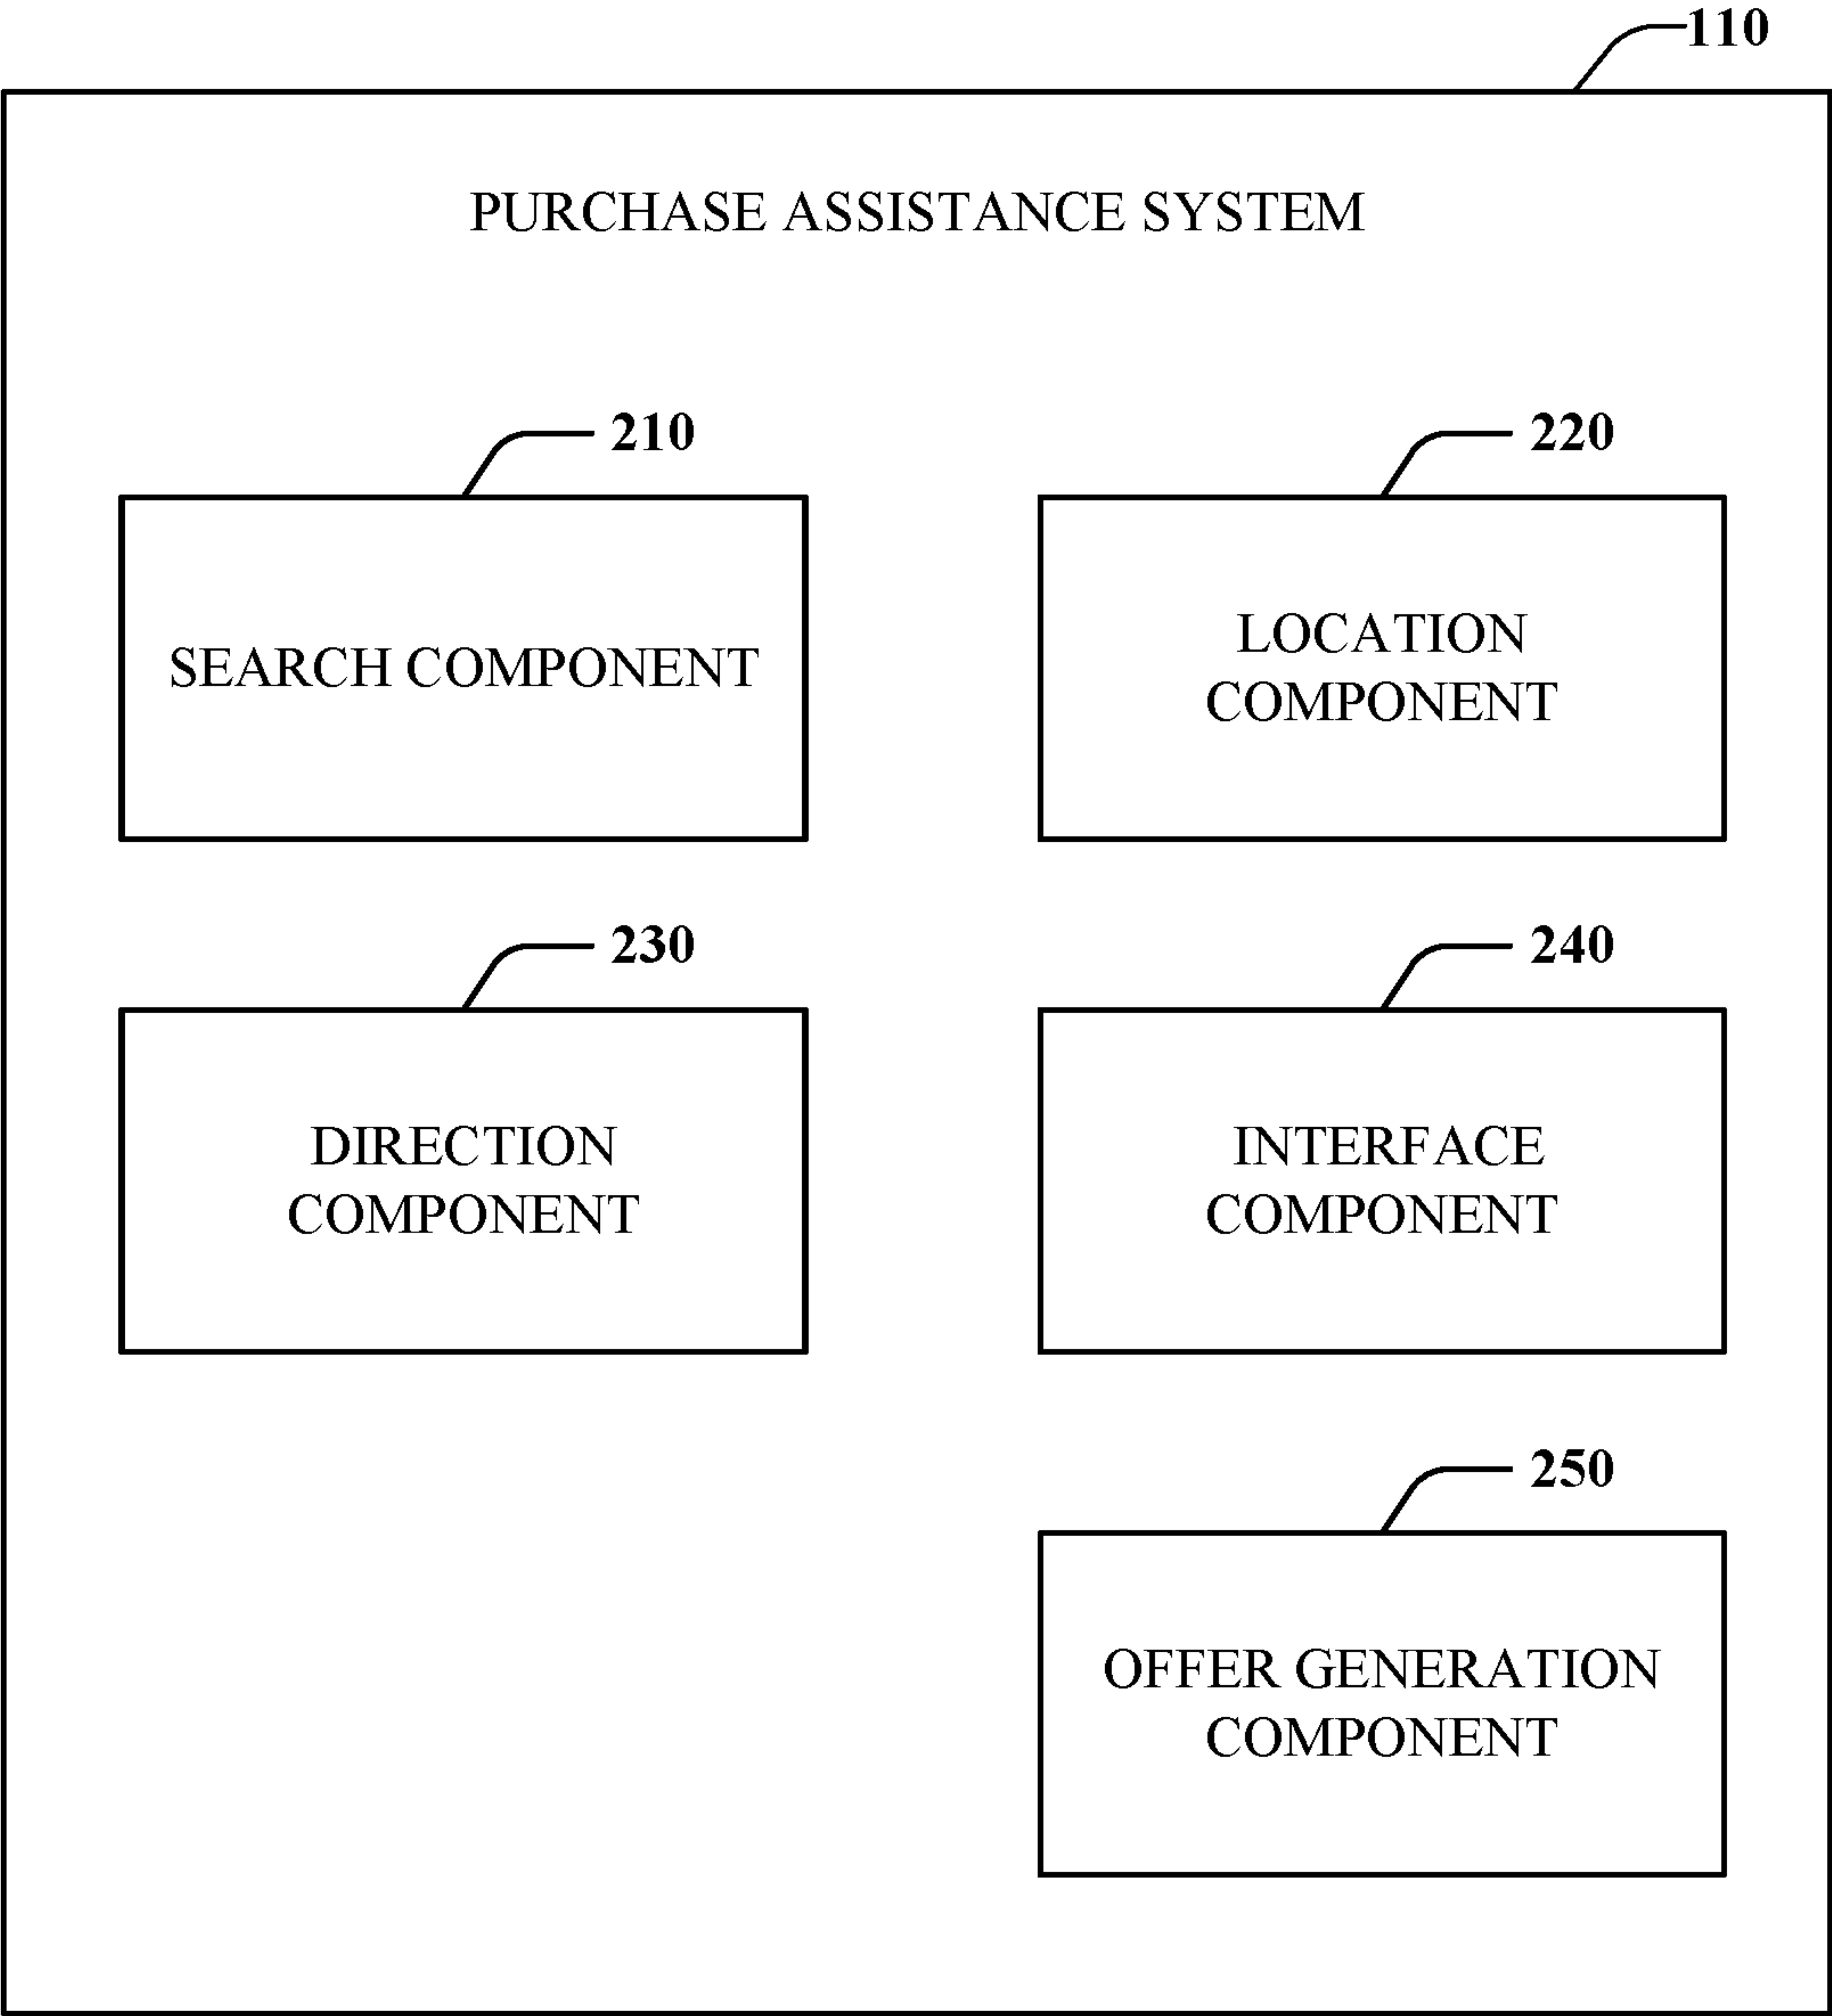 110
PURCHASE ASSISTANCE SYSTEM
210
SEARCH COMPONENT
220
LOCATION
COMPONENT
230
DIRECTION
COMPONENT
240
INTERFACE
COMPONENT
250
OFFER GENERATION
COMPONENT